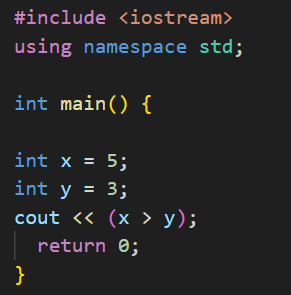 #include <iostream>
using namespace std;
int main() {
int x = 5;
int y = 3;
cout << (x > y);
return 0;
}